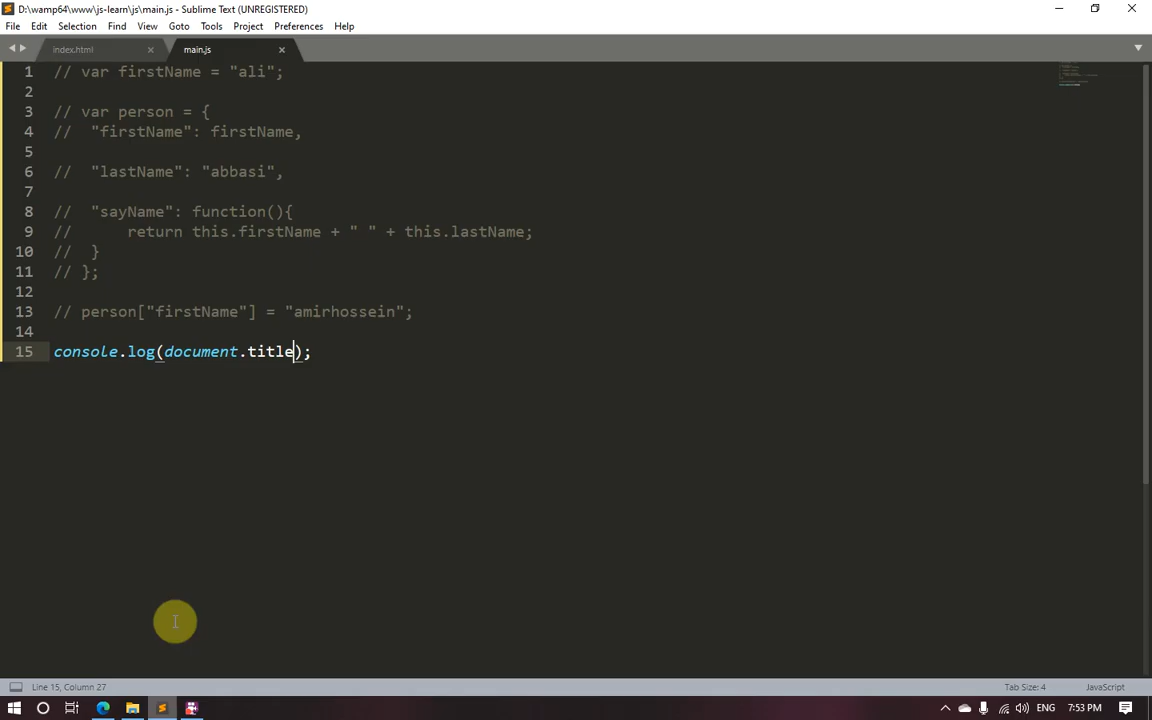 D:\wamp64\www\js-learn\js\main.js - Sublime Text (UNREGISTERED)
File Edit Selection Find View Goto Tools Project Preferences Help
index.html main.js
1 // var firstName = "ali";
2
3 // var person = {
4 //  "firstName": firstName,
5
6 //  "lastName": "abbasi",
7
8 //  "sayName": function(){
9 //      return this.firstName + " " + this.lastName;
10 //  }
11 // };
12
13 // person["firstName"] = "amirhossein";
14
15 console.log(document.title);
Line 15, Column 27 Tab Size: 4 JavaScript
ENG 7:53 PM